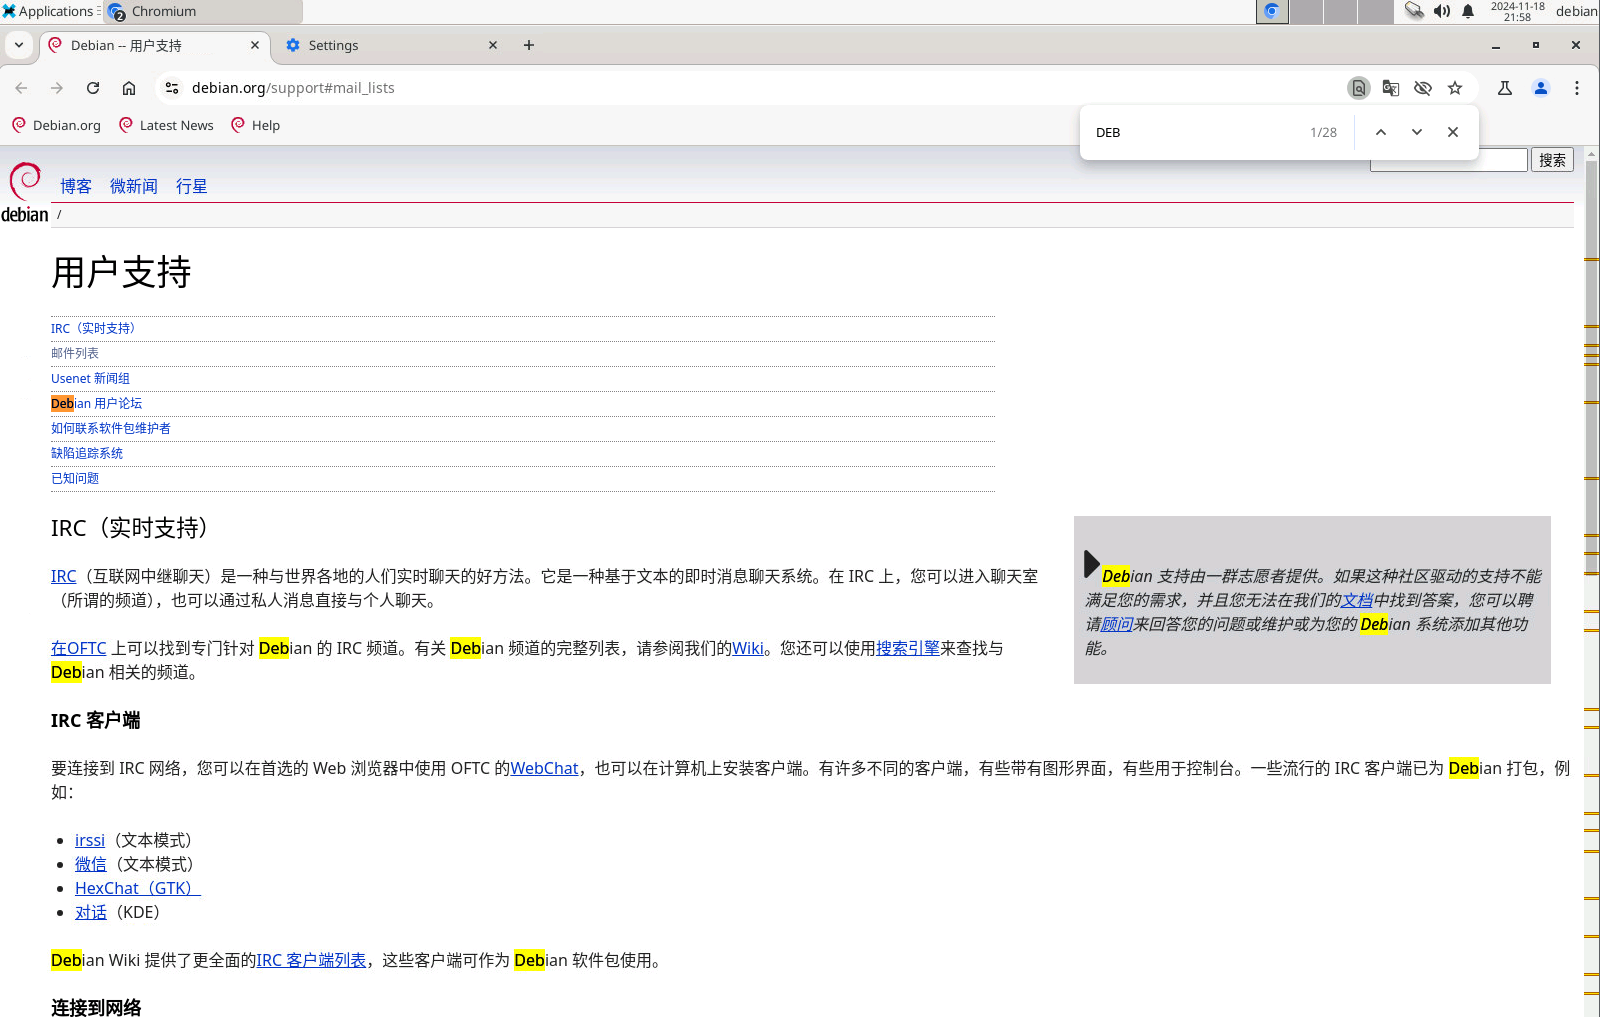 Applications
2 Chromium
2024-11-18
21:58
debian
Debian -- 用户支持
Settings
debian.org/support#mail_lists
Debian.org
Latest News
Help
DEB
1/28
搜索
博客 微新闻 行星
debian
/
用户支持
IRC（实时支持）
邮件列表
Usenet 新闻组
Debian 用户论坛
如何联系软件包维护者
缺陷追踪系统
已知问题
IRC（实时支持）
IRC（互联网中继聊天）是一种与世界各地的人们实时聊天的好方法。它是一种基于文本的即时消息聊天系统。在 IRC 上，您可以进入聊天室
（所谓的频道），也可以通过私人消息直接与个人聊天。
在OFTC 上可以找到专门针对 Debian 的 IRC 频道。有关 Debian 频道的完整列表，请参阅我们的Wiki。您还可以使用搜索引擎来查找与
Debian 相关的频道。
Debian 支持由一群志愿者提供。如果这种社区驱动的支持不能
满足您的需求，并且您无法在我们的文档中找到答案，您可以聘
请顾问来回答您的问题或维护或为您的 Debian 系统添加其他功
能。
IRC 客户端
要连接到 IRC 网络，您可以在首选的 Web 浏览器中使用 OFTC 的WebChat，也可以在计算机上安装客户端。有许多不同的客户端，有些带有图形界面，有些用于控制台。一些流行的 IRC 客户端已为 Debian 打包，例
如：
irssi（文本模式）
微信（文本模式）
HexChat（GTK）
对话（KDE）
Debian Wiki 提供了更全面的IRC 客户端列表，这些客户端可作为 Debian 软件包使用。
连接到网络